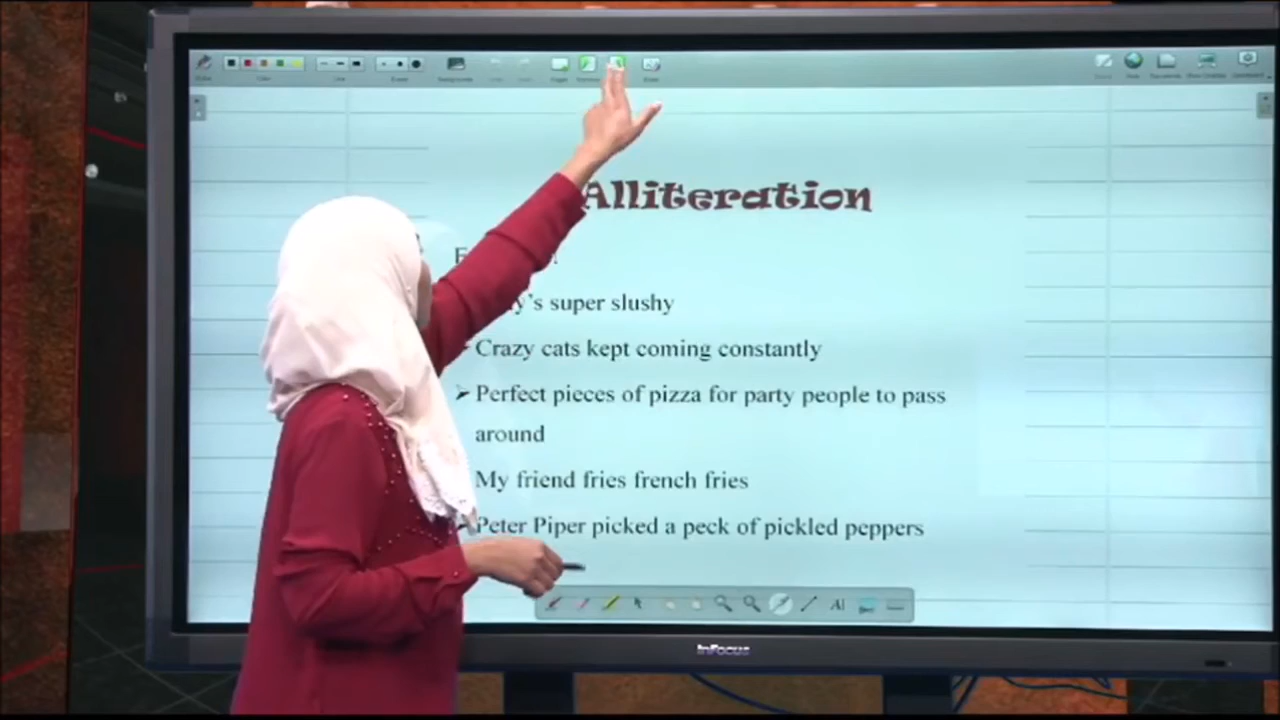 Alliteration
super slushy
Crazy cats kept coming constantly
Perfect pieces of pizza for party people to pass
around
My friend fries french fries
Peter Piper picked a peck of pickled peppers
AI
InFocus